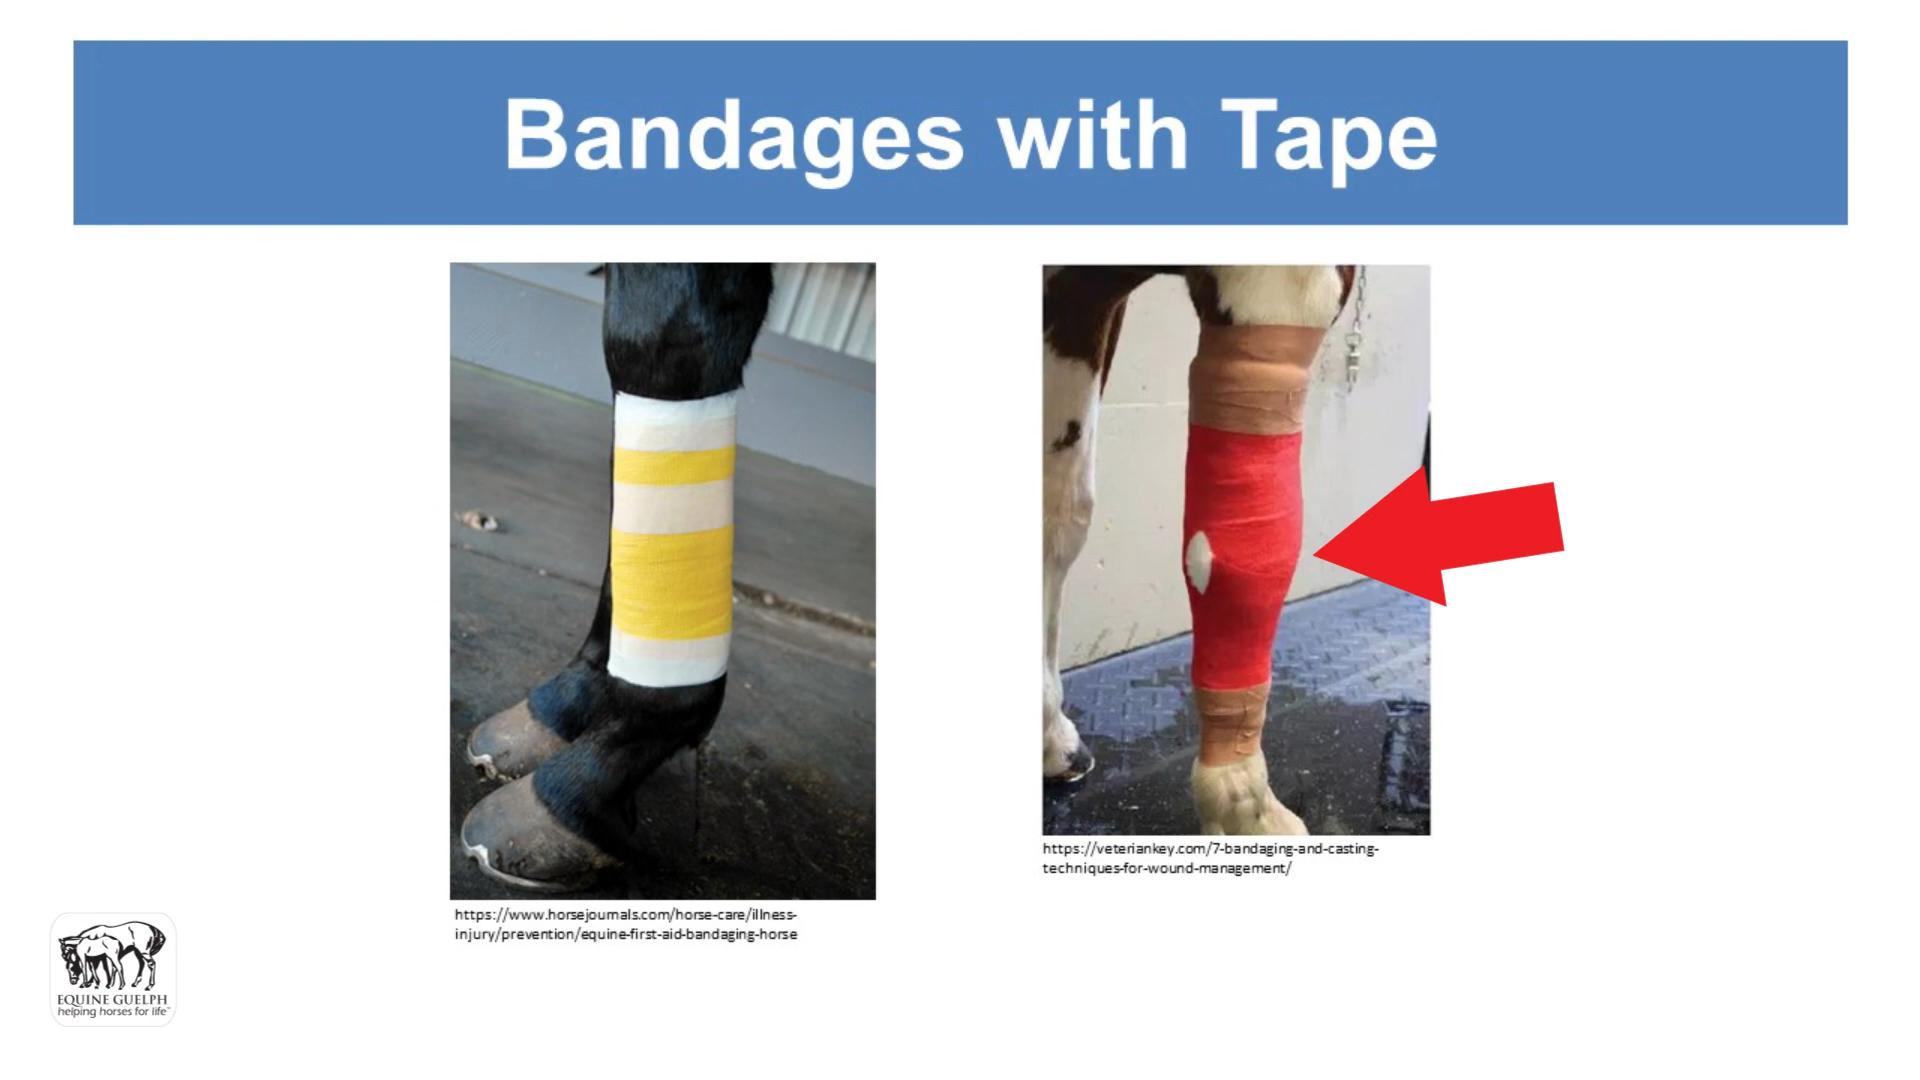 Bandages with Tape
https://www.horsejournals.com/horse-care/illness-
injury/prevention/equine-first-aid-bandaging-horse
https://veteriankey.com/7-bandaging-and-casting-
techniques-for-wound-management/
EQUINE GUELPH
helping horses for life™